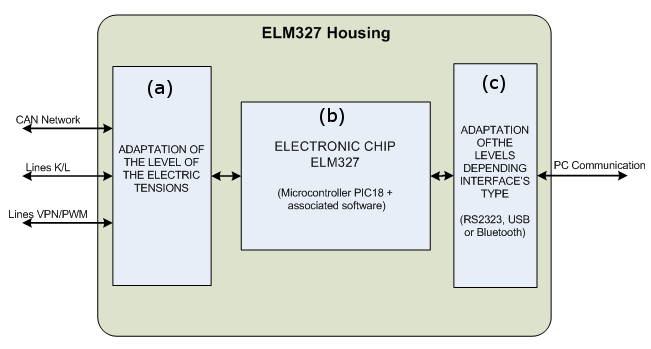 ELM327 Housing
(a)
ADAPTATION OF
THE LEVEL OF
THE ELECTRIC
TENSIONS
(b)
ELECTRONIC CHIP
ELM327
(Microcontroller PIC18 +
associated software)
(c)
ADAPTATION
OFTHE
LEVELS
DEPENDING
INTERFACE'S
TYPE
(RS2323, USB
or Bluetooth)
CAN Network
Lines K/L
Lines VPN/PWM
PC Communication